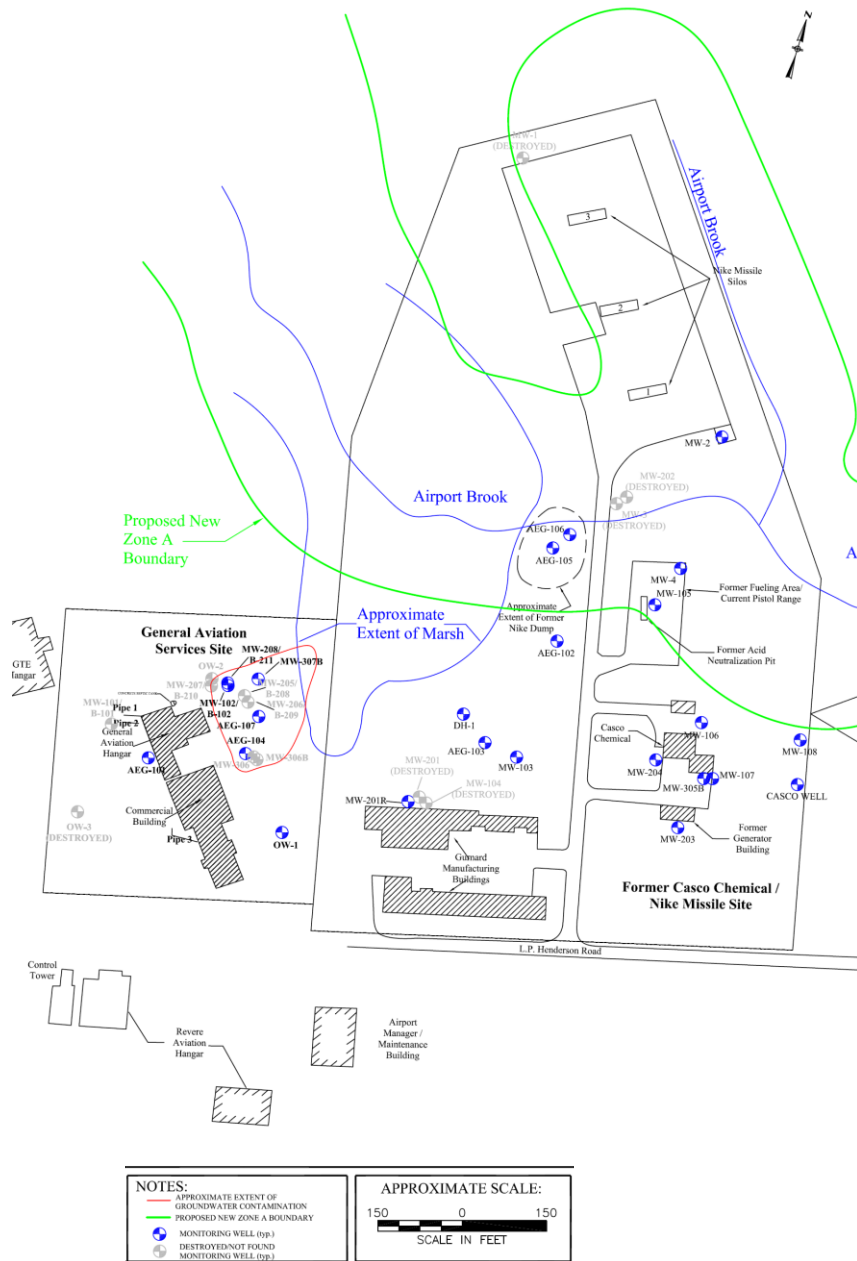 N
MW-1
(DESTROYED)
3
Airport Brook
Nike Missile
Silos
2
1
MW-2
MW-202
(DESTROYED)
MW-3
(DESTROYED)
Airport Brook
Proposed New
Zone A
Boundary
AEG-106
AEG-105
A
MW-4
MW-105
Former Fueling Area/
Current Pistol Range
Approximate
Extent of Former
Nike Dump
Former Acid
Neutralization Pit
Approximate
Extent of Marsh
AEG-102
General Aviation
Services Site
GTE
Hangar
MW-208/
B-211
MW-307B
OW-2
MW-207/
B-210
MW-205/
B-208
MW-206/
B-209
MW-101/
B-101
Pipe 1
Pipe 2
MW-102/
B-102
AEG-107
General Aviation
Hangar
AEG-104
MW-306
MW-306B
AEG-102
DH-1
AEG-103
MW-103
Casco
Chemical
MW-106
MW-108
MW-204
MW-305B
MW-107
CASCO WELL
MW-201
(DESTROYED)
MW-104
(DESTROYED)
MW-201R
Commercial
Building
OW-3
(DESTROYED)
Pipe 3
OW-1
MW-203
Former
Generator
Building
Gurnard
Manufacturing
Buildings
Former Casco Chemical /
Nike Missile Site
L.P. Henderson Road
Control
Tower
Revere
Aviation
Hangar
Airport
Manager /
Maintenance
Building
NOTES:
APPROXIMATE EXTENT OF
GROUNDWATER CONTAMINATION
PROPOSED NEW ZONE A BOUNDARY
MONITORING WELL (typ.)
DESTROYED/NOT FOUND
MONITORING WELL (typ.)
APPROXIMATE SCALE:
150 0 150
SCALE IN FEET